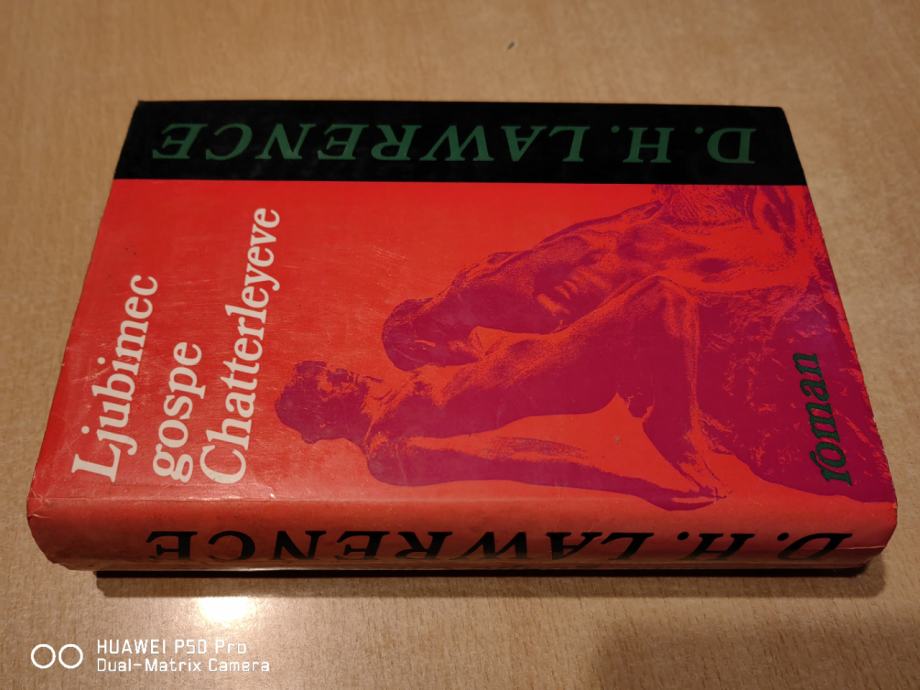 D. H. LAWRENCE
Ljubimec
gospe
Chatterleyeve
roman
D. H. LAWRENCE
HUAWEI P50 Pro
Dual-Matrix Camera